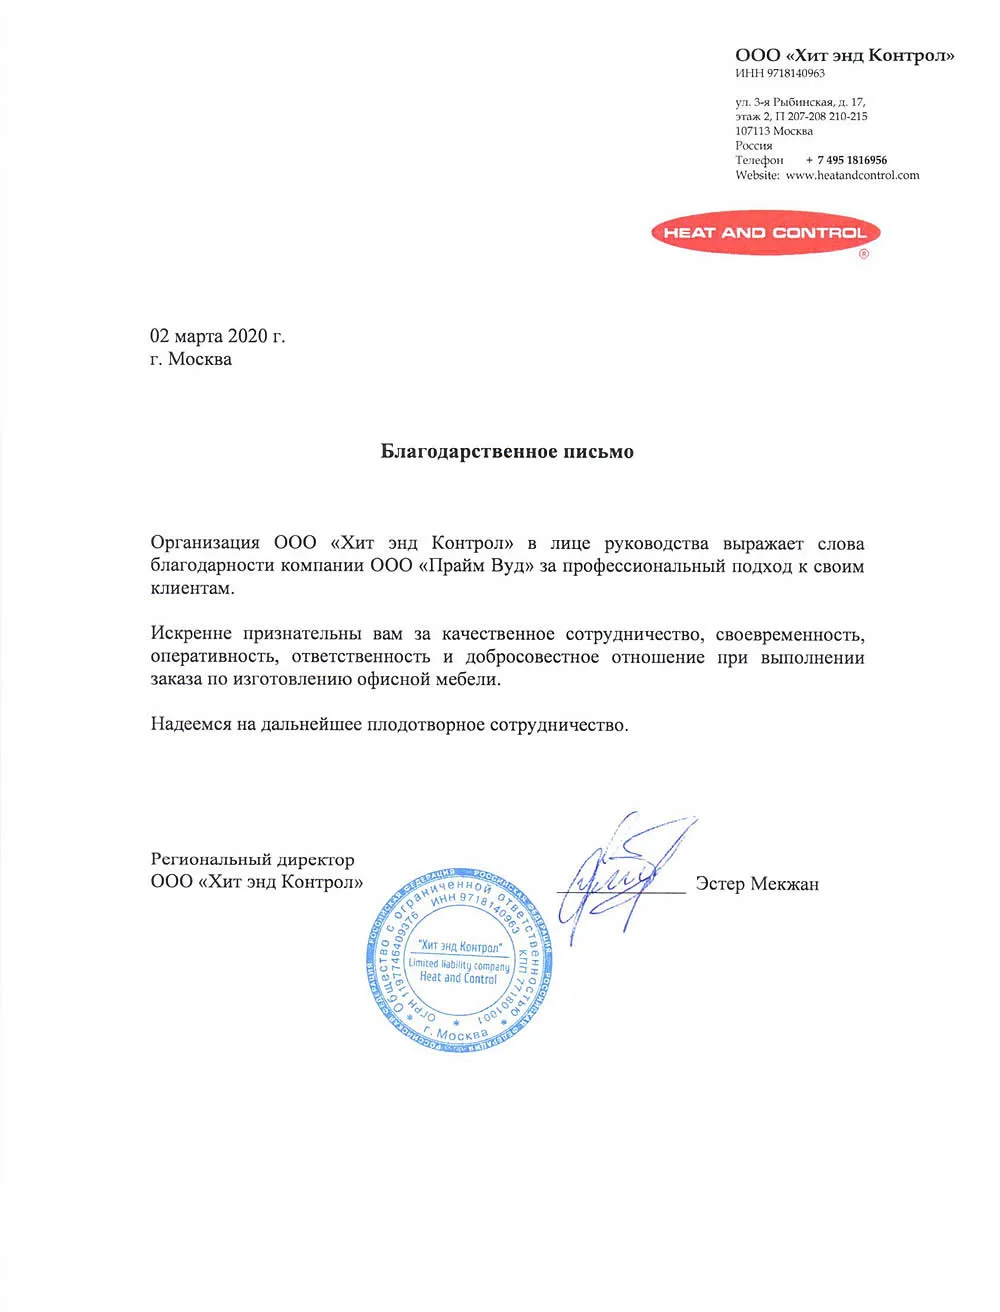 ООО «Хит энд Контрол»
ИНН 9718140963
ул. 3-я Рыбинская, д. 17,
этаж 2, П 207-208 210-215
107113 Москва
Россия
Телефон + 7 495 1816956
Website: www.heatandcontrol.com
HEAT AND CONTROL
®
02 марта 2020 г.
г. Москва
Благодарственное письмо
Организация ООО «Хит энд Контрол» в лице руководства выражает слова
благодарности компании ООО «Прайм Вуд» за профессиональный подход к своим
клиентам.
Искренне признательны вам за качественное сотрудничество, своевременность,
оперативность, ответственность и добросовестное отношение при выполнении
заказа по изготовлению офисной мебели.
Надеемся на дальнейшее плодотворное сотрудничество.
Региональный директор
ООО «Хит энд Контрол»
Эстер Мекжан
РОССИЙСКАЯ ФЕДЕРАЦИЯ
Общество с ограниченной ответственностью
ИНН 9718140963
КПП 771801001
ОГРН 1197746409376
* г. Москва *
"Хит энд Контрол"
Limited liability company
Heat and Control